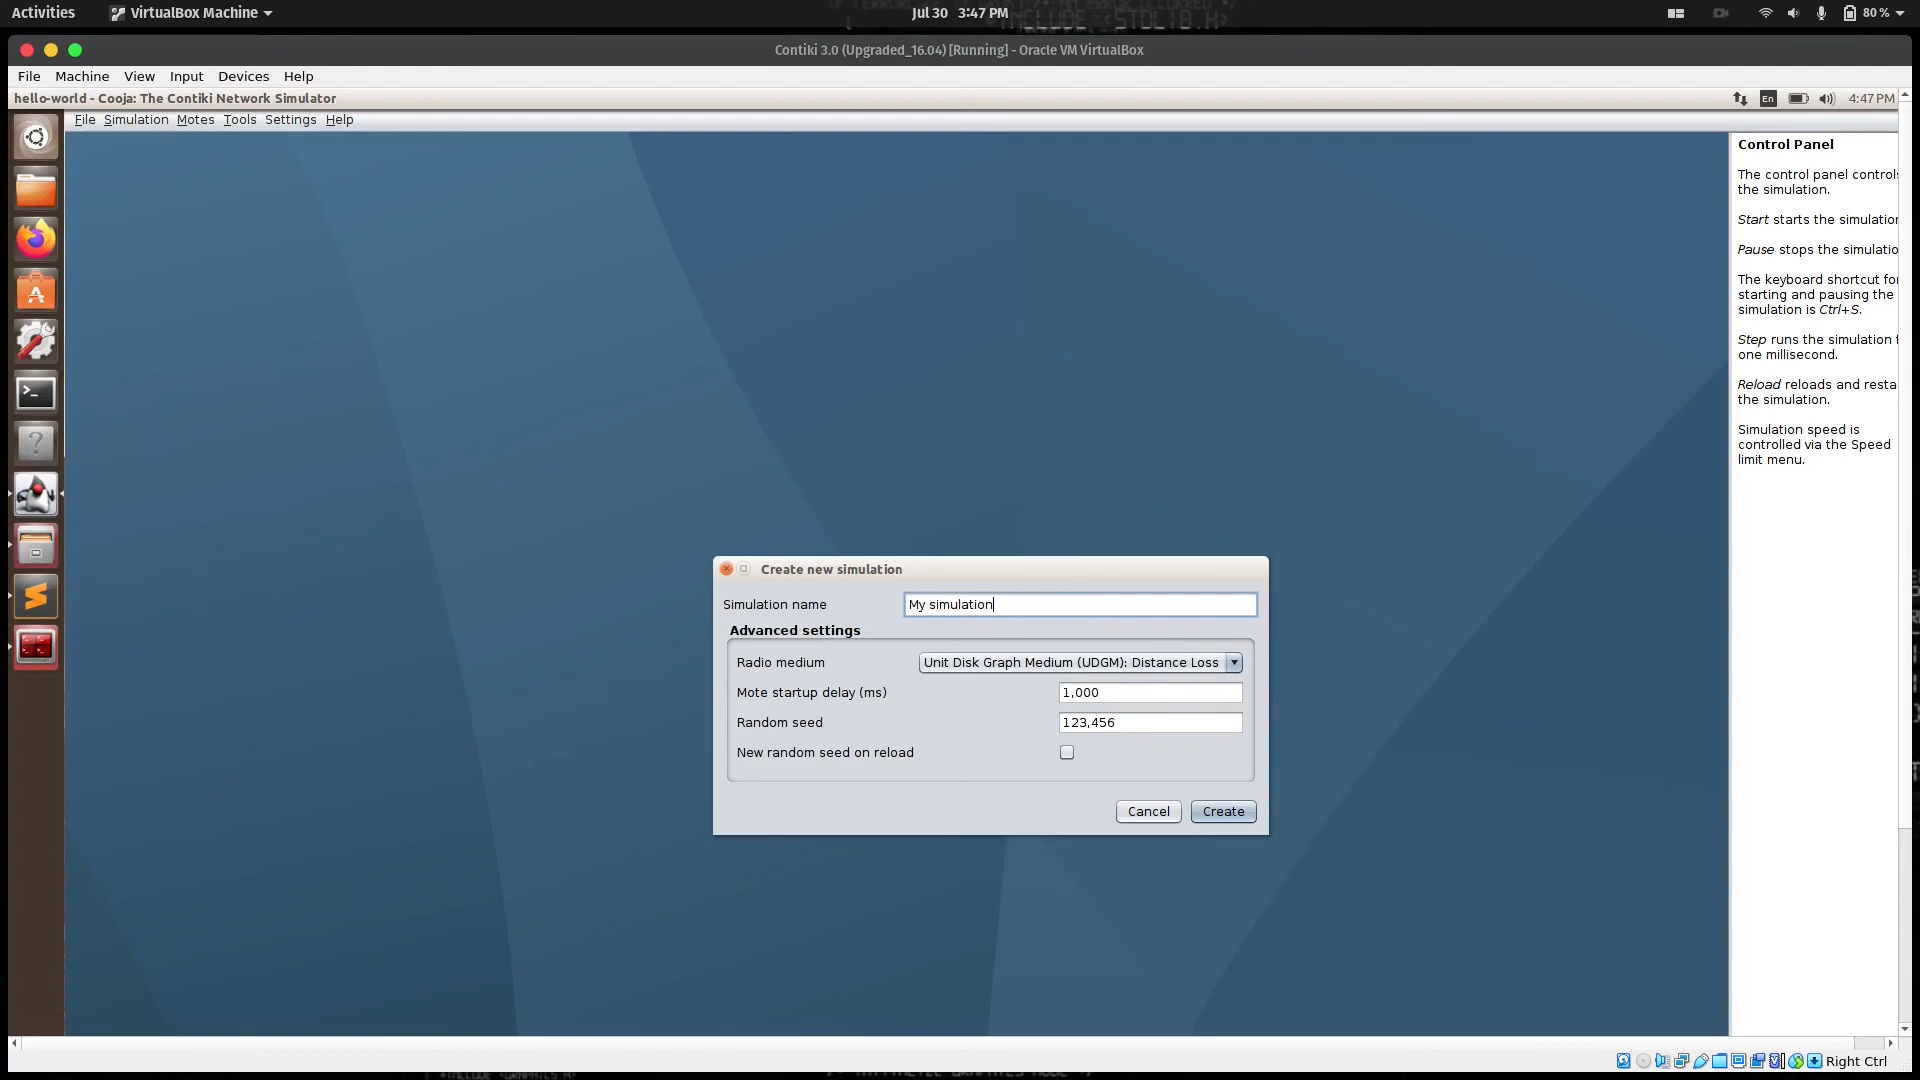 Activities
VirtualBox Machine
Jul 30 3:47 PM
80 %
Contiki 3.0 (Upgraded_16.04) [Running] - Oracle VM VirtualBox
File Machine View Input Devices Help
hello-world - Cooja: The Contiki Network Simulator
En
4:47 PM
File Simulation Motes Tools Settings Help
Control Panel
The control panel controls
the simulation.
Start starts the simulation
Pause stops the simulatio
The keyboard shortcut for
starting and pausing the
simulation is Ctrl+S.
Step runs the simulation f
one millisecond.
Reload reloads and resta
the simulation.
Simulation speed is
controlled via the Speed
limit menu.
Create new simulation
Simulation name
My simulation
Advanced settings
Radio medium
Unit Disk Graph Medium (UDGM): Distance Loss
Mote startup delay (ms)
1,000
Random seed
123,456
New random seed on reload
Cancel
Create
Right Ctrl